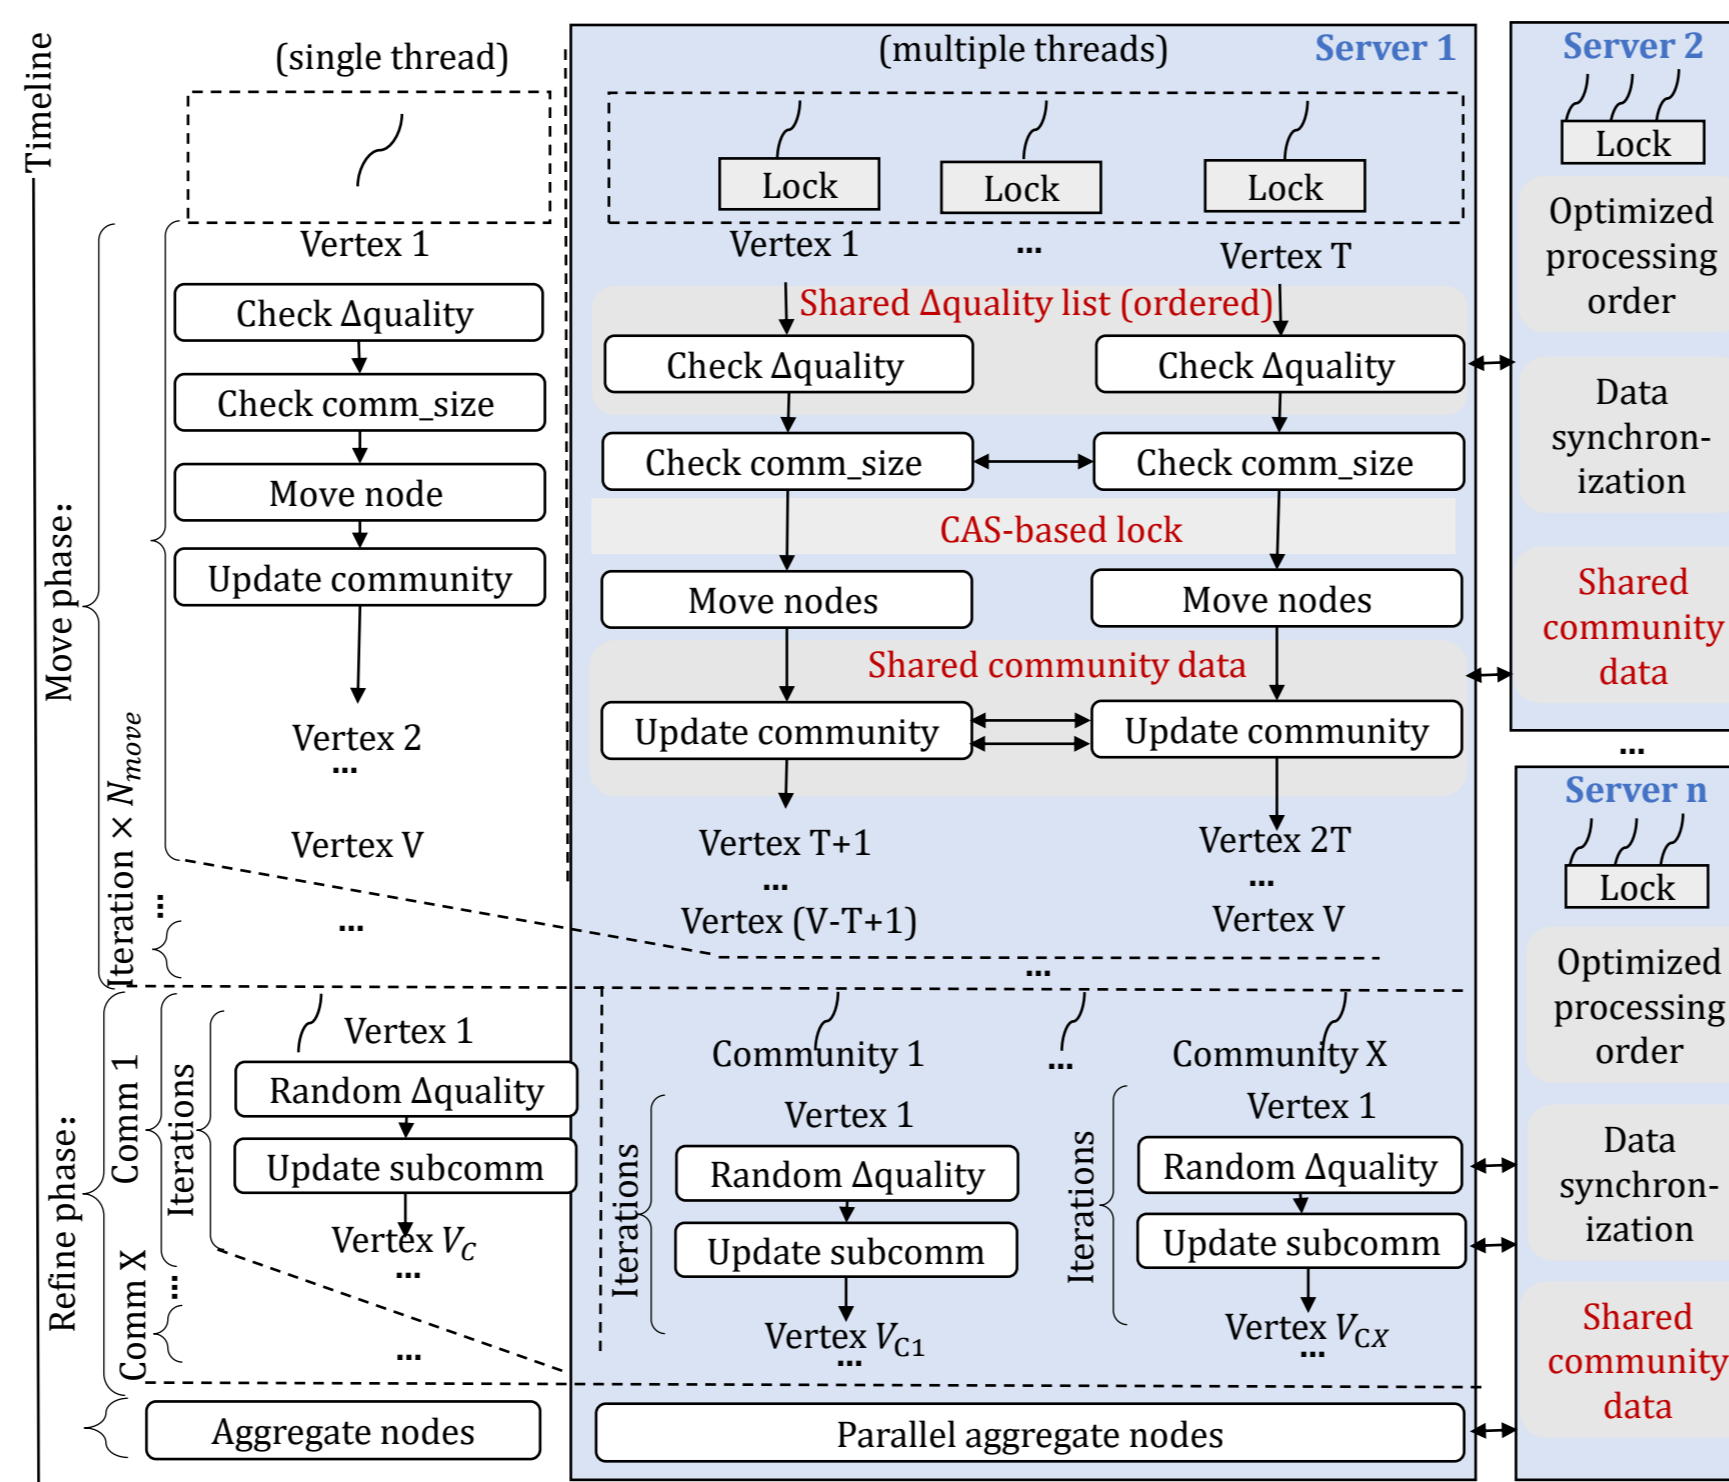 Timeline
(single thread)
(multiple threads)
Server 1
Lock
Lock
Lock
Move phase:
Iteration × N_move
...
Vertex 1
Check Δquality
Check comm_size
Move node
Update community
Vertex 2
...
Vertex V
...
Vertex 1
...
Vertex T
Shared Δquality list (ordered)
Check Δquality
Check Δquality
Check comm_size
Check comm_size
CAS-based lock
Move nodes
Move nodes
Shared community data
Update community
Update community
Vertex T+1
Vertex 2T
...
...
Vertex (V-T+1)
Vertex V
...
Refine phase:
Comm 1
...
Comm X
Iterations
Vertex 1
Random Δquality
Update subcomm
Vertex V_C
...
...
Community 1
...
Community X
Iterations
Vertex 1
Random Δquality
Update subcomm
Vertex V_C1
...
Iterations
Vertex 1
Random Δquality
Update subcomm
Vertex V_CX
...
Aggregate nodes
Parallel aggregate nodes
Server 2
Lock
Optimized
processing
order
Data
synchron-
ization
Shared
community
data
...
Server n
Lock
Optimized
processing
order
Data
synchron-
ization
Shared
community
data